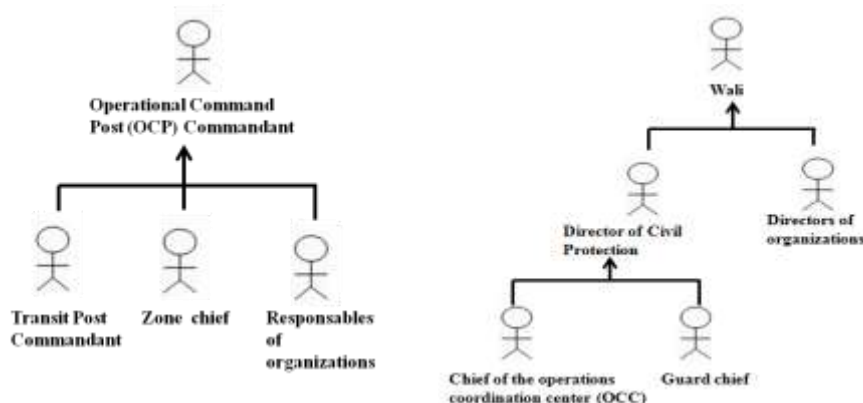 Operational Command
Post (OCP) Commandant
Transit Post
Commandant
Zone chief
Responsables
of
organizations
Wali
Director of Civil
Protection
Directors of
organizations
Chief of the operations
coordination center (OCC)
Guard chief